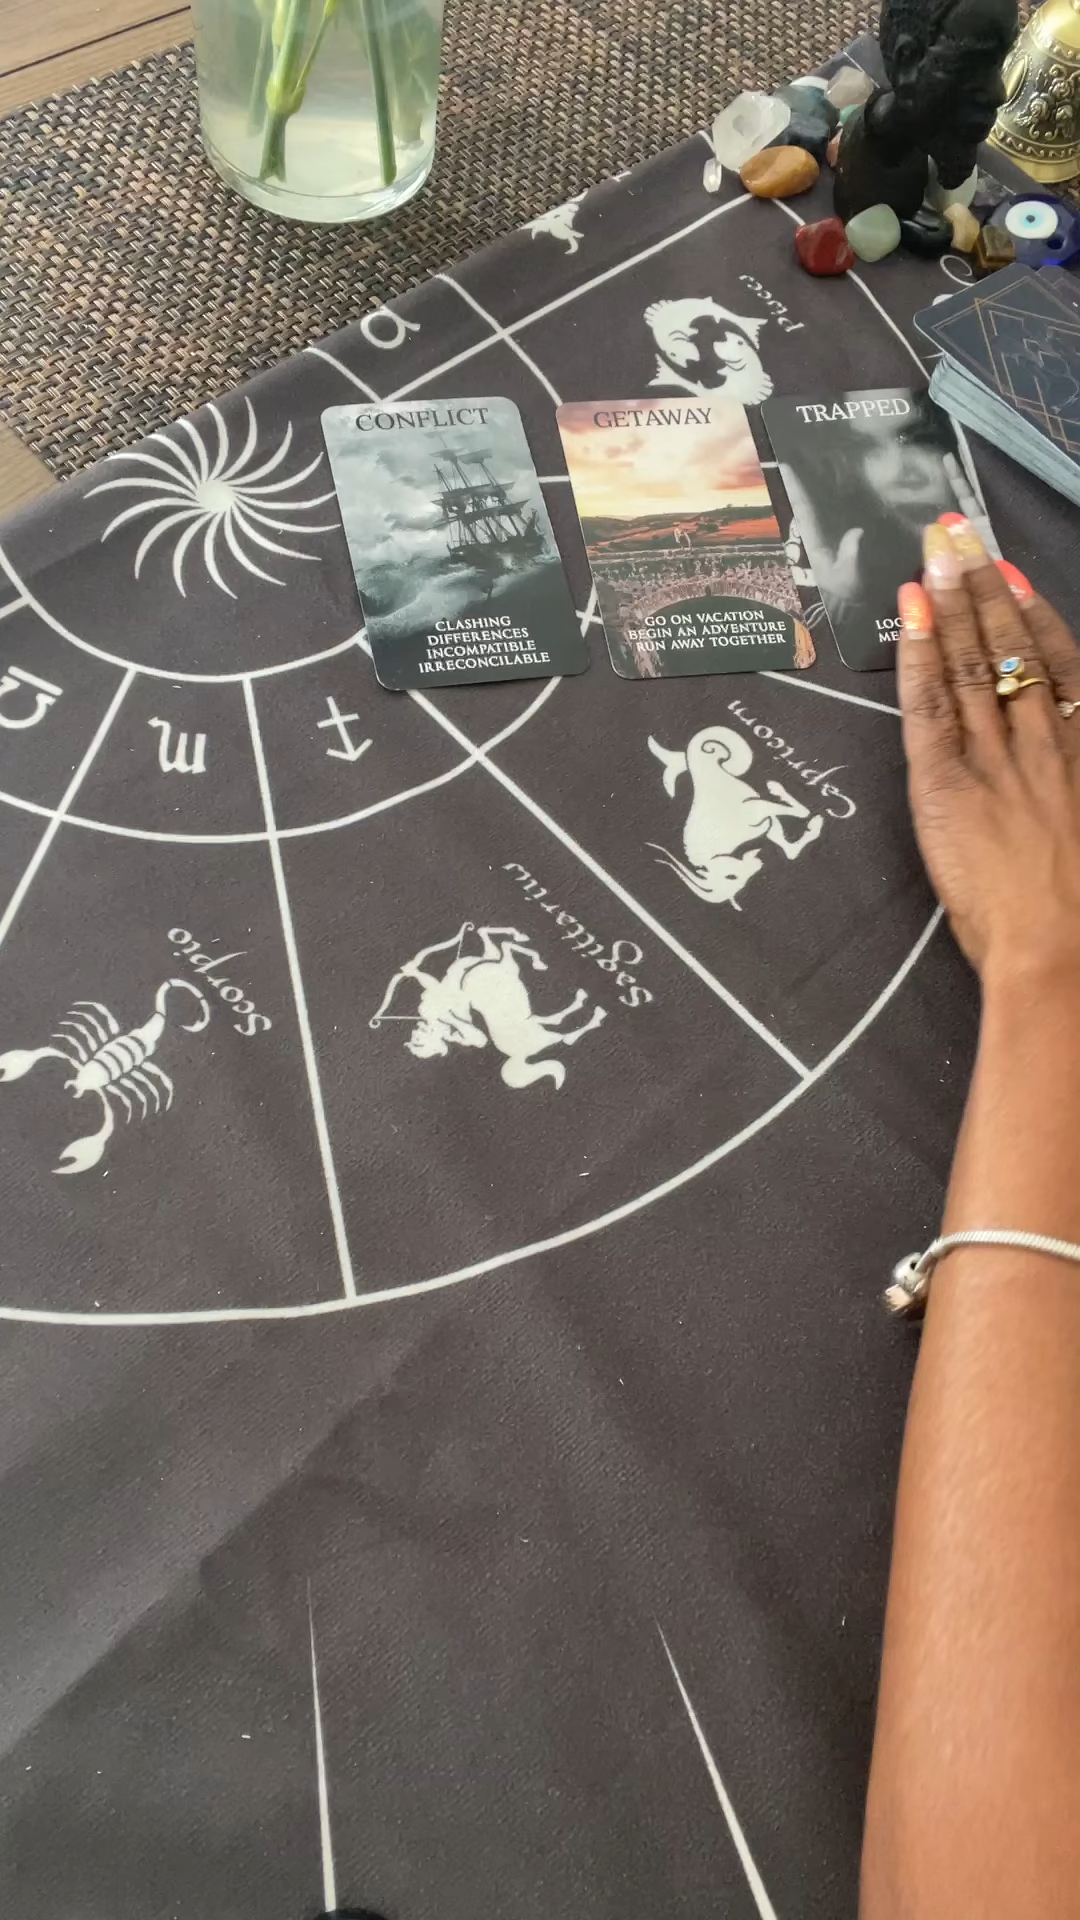 Pisces
CONFLICT
CLASHING
DIFFERENCES
INCOMPATIBLE
IRRECONCILABLE
GETAWAY
GO ON VACATION
BEGIN AN ADVENTURE
RUN AWAY TOGETHER
TRAPPED
Capricorn
Sagittarius
Scorpio